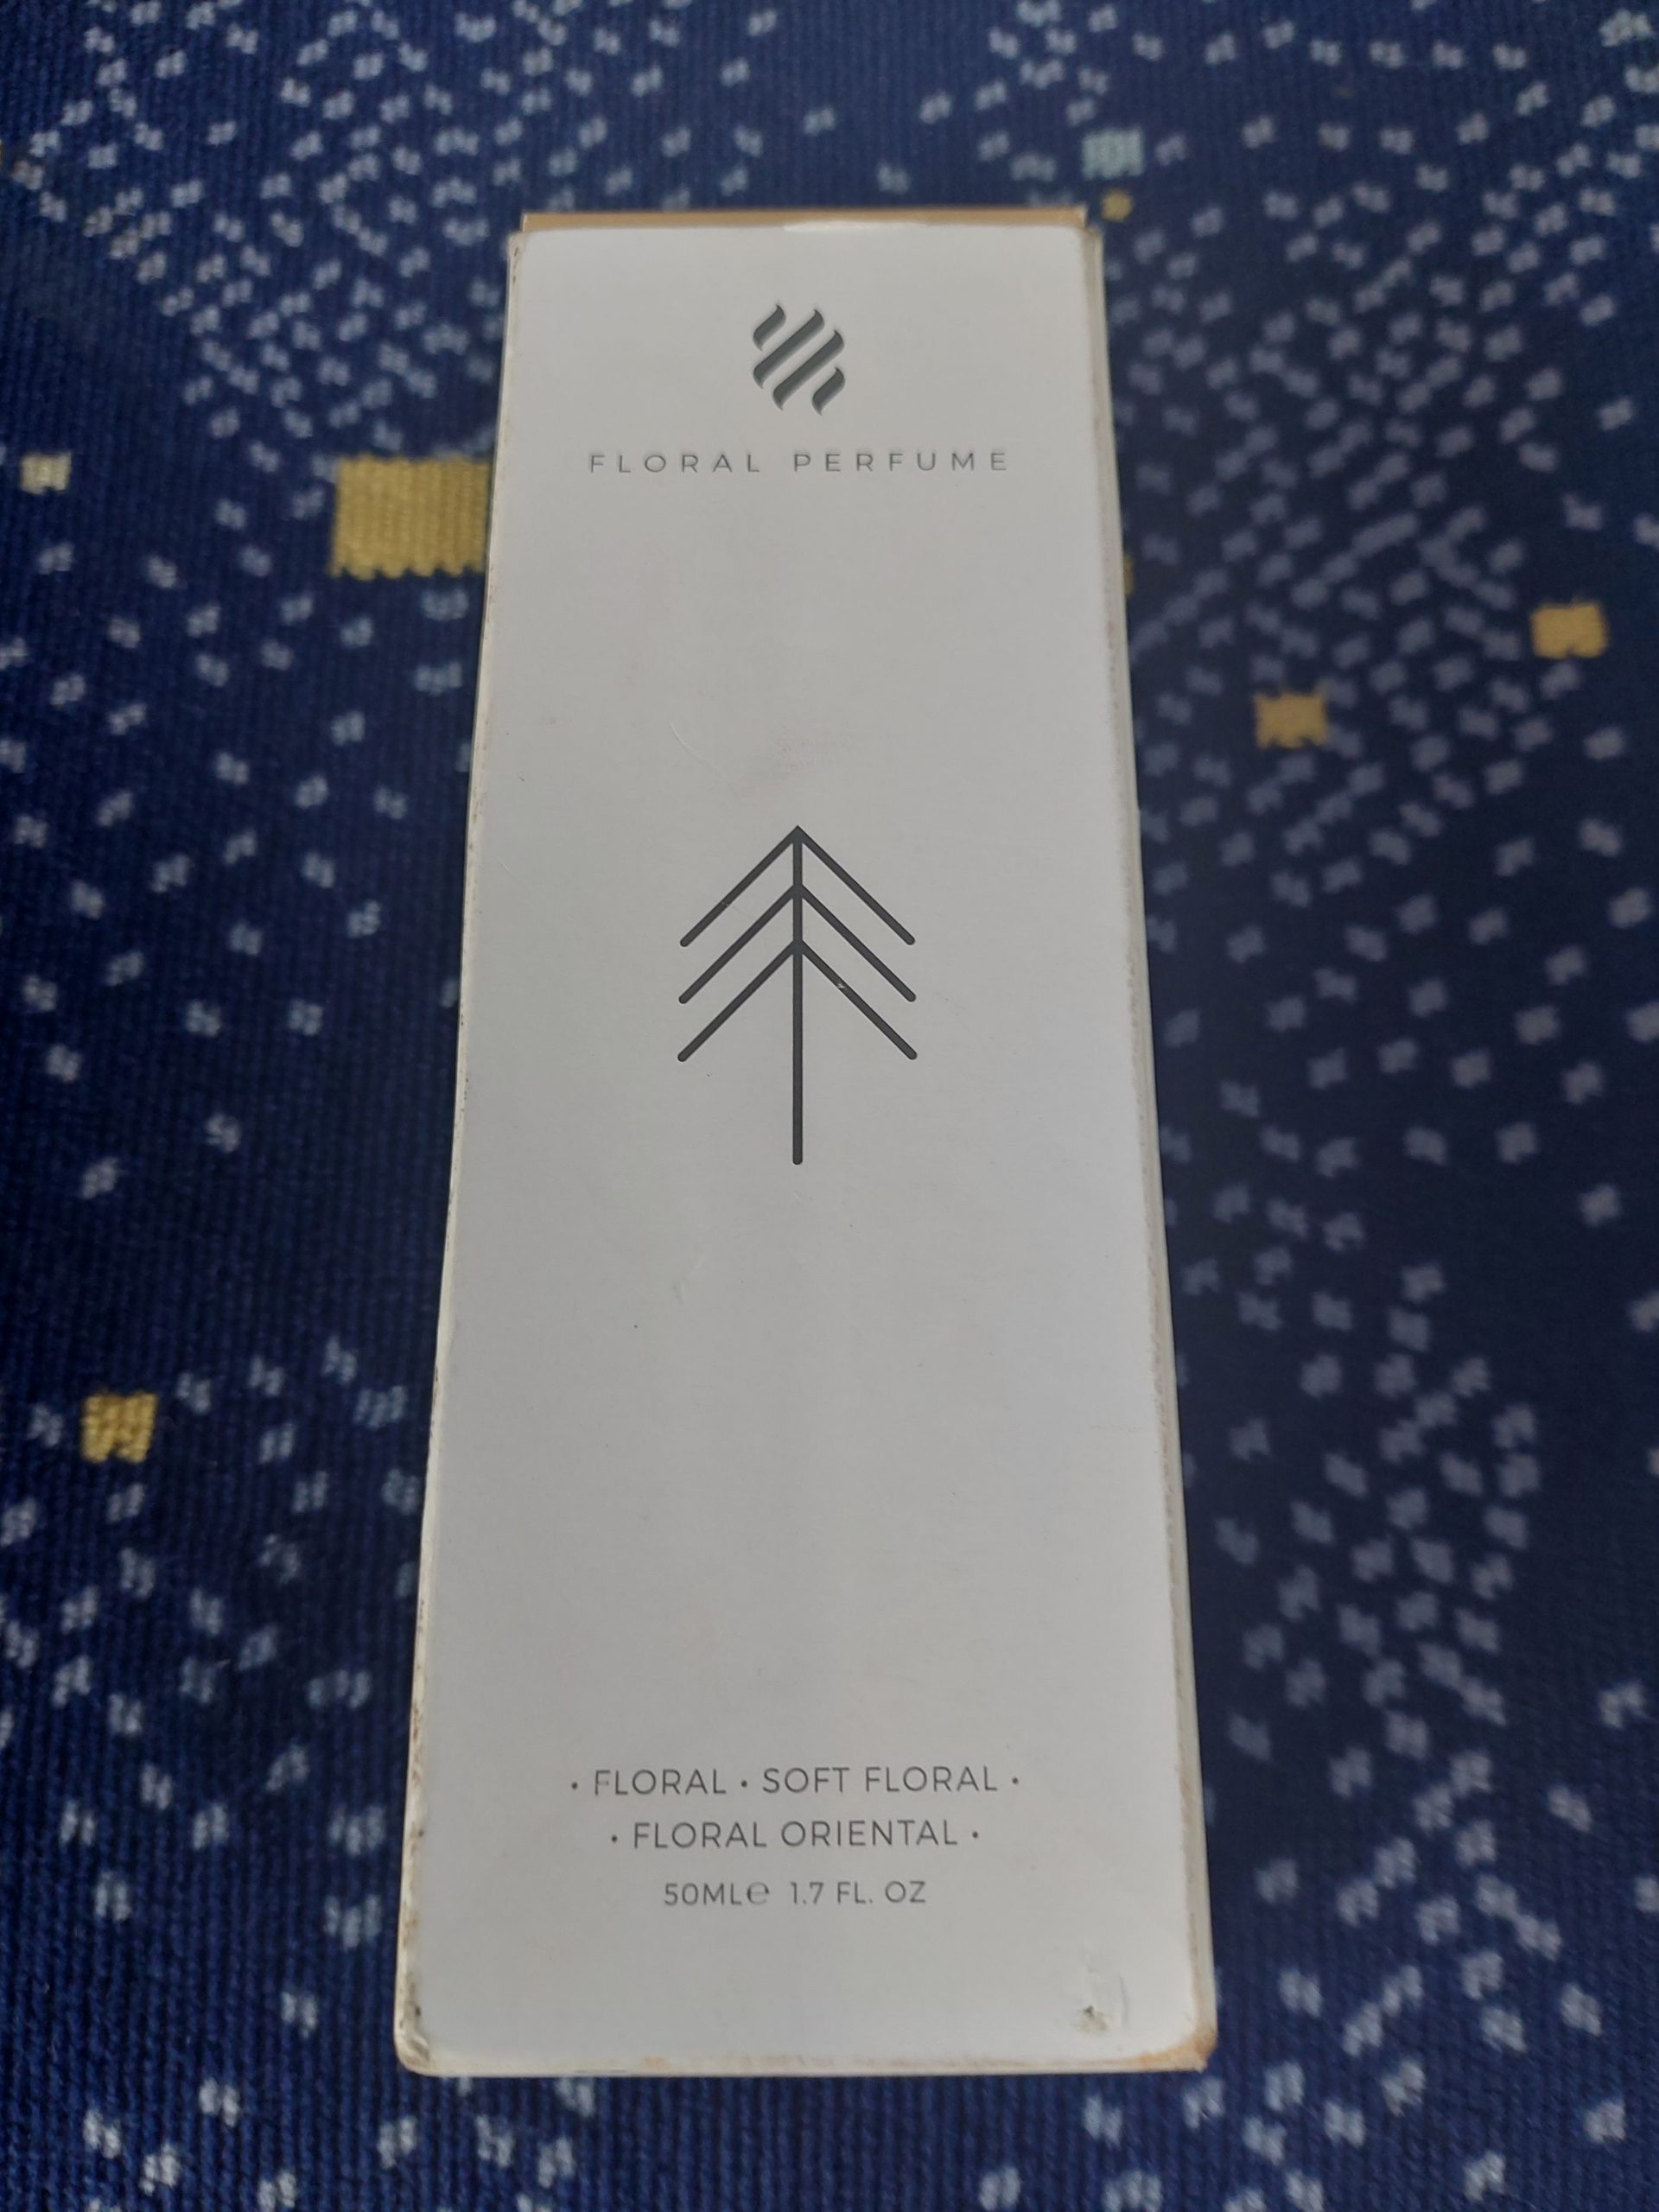 FLORAL PERFUME
• FLORAL • SOFT FLORAL •
• FLORAL ORIENTAL •
50ML℮ 1.7 FL. OZ